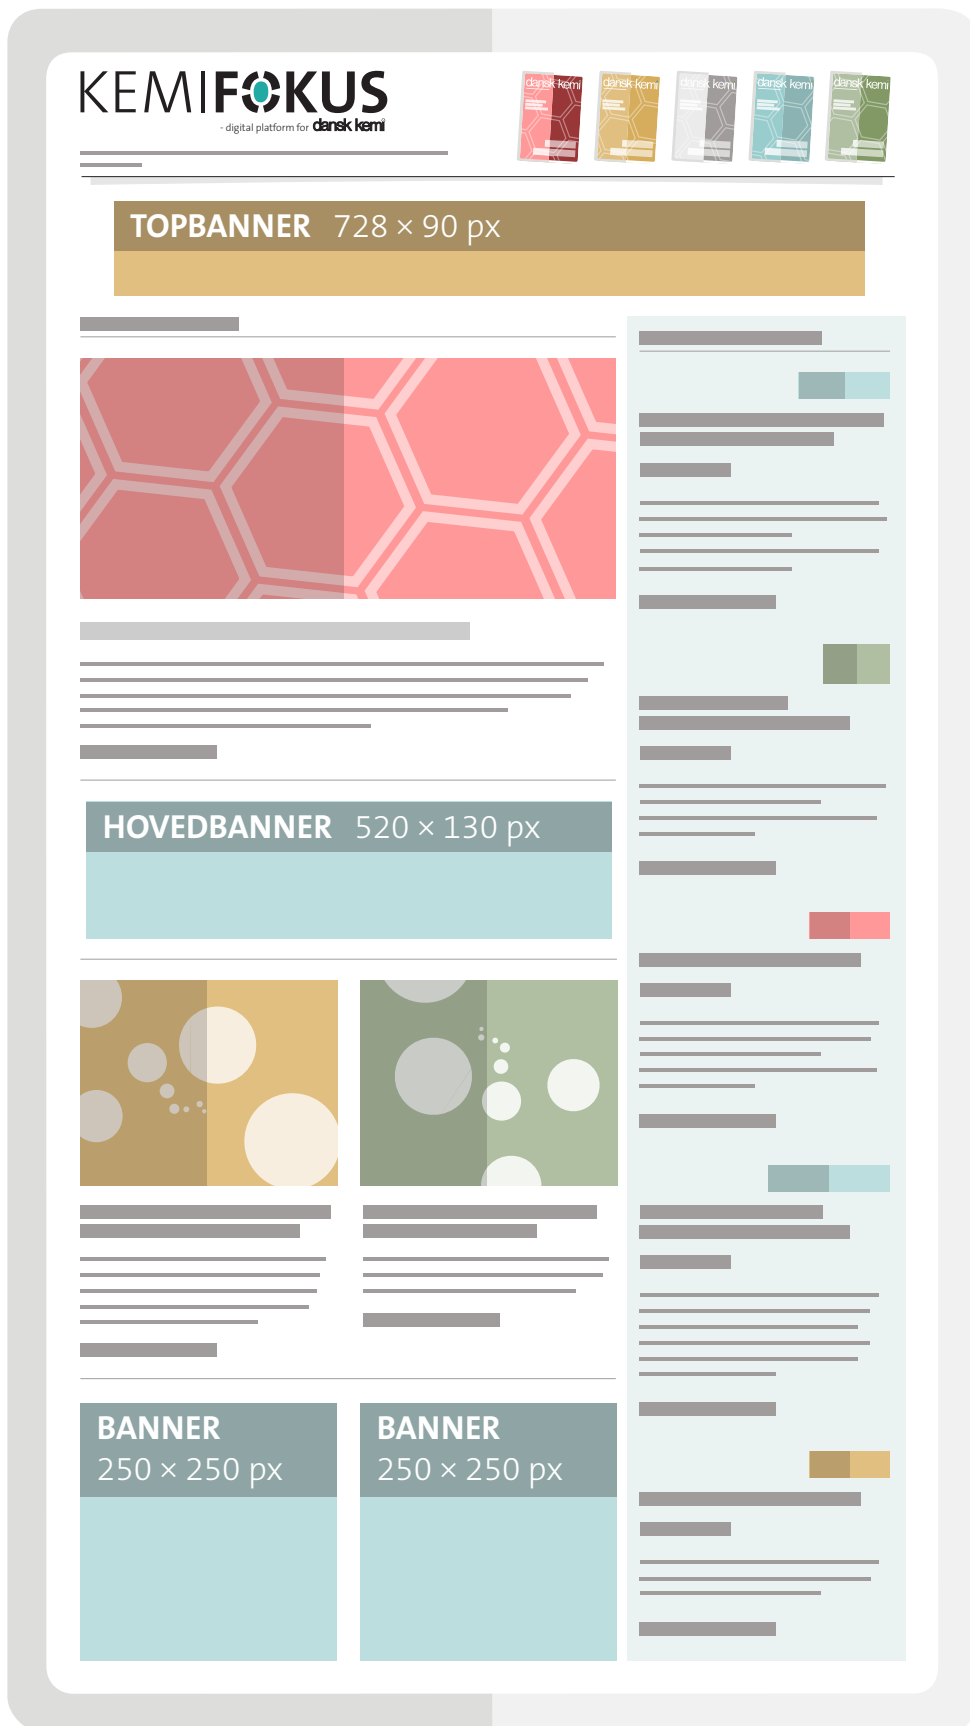 KEMIFOKUS
- digital platform for dansk kemi
dansk kemi
dansk kemi
dansk kemi
dansk kemi
dansk kemi
TOPBANNER 728 × 90 px
HOVEDBANNER 520 × 130 px
BANNER
250 × 250 px
BANNER
250 × 250 px